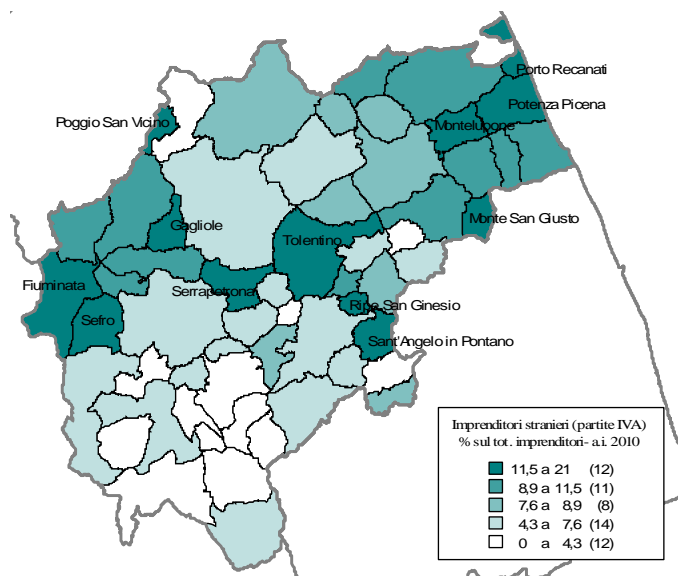 Porto Recanati
Potenza Picena
Poggio San Vicino
Montelupone
Monte San Giusto
Gagliole
Tolentino
Fiuminata
Serrapetrona
Ripe San Ginesio
Sefro
Sant'Angelo in Pontano
Imprenditori stranieri (partite IVA)
% sul tot. imprenditori- a.i. 2010
11,5 a 21 (12)
8,9 a 11,5 (11)
7,6 a 8,9 (8)
4,3 a 7,6 (14)
0 a 4,3 (12)